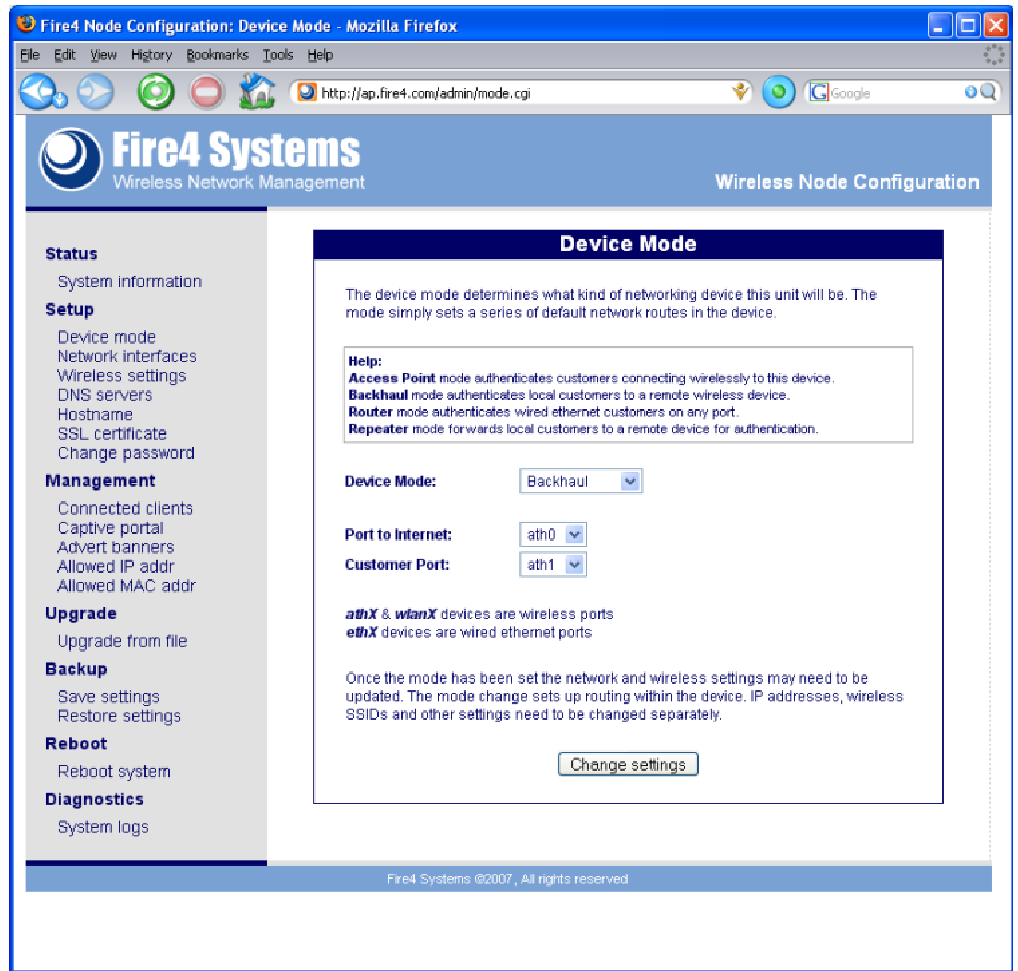 Fire4 Node Configuration: Device Mode - Mozilla Firefox
File Edit View History Bookmarks Tools Help
http://ap.fire4.com/admin/mode.cgi
G Google
Fire4 Systems
Wireless Network Management
Wireless Node Configuration
Status
System information
Setup
Device mode
Network interfaces
Wireless settings
DNS servers
Hostname
SSL certificate
Change password
Management
Connected clients
Captive portal
Advert banners
Allowed IP addr
Allowed MAC addr
Upgrade
Upgrade from file
Backup
Save settings
Restore settings
Reboot
Reboot system
Diagnostics
System logs
Device Mode
The device mode determines what kind of networking device this unit will be. The
mode simply sets a series of default network routes in the device.
Help:
Access Point mode authenticates customers connecting wirelessly to this device.
Backhaul mode authenticates local customers to a remote wireless device.
Router mode authenticates wired ethernet customers on any port.
Repeater mode forwards local customers to a remote device for authentication.
Device Mode: Backhaul
Port to Internet: ath0
Customer Port: ath1
athX & wlanX devices are wireless ports
ethX devices are wired ethernet ports
Once the mode has been set the network and wireless settings may need to be
updated. The mode change sets up routing within the device. IP addresses, wireless
SSIDs and other settings need to be changed separately.
Change settings
Fire4 Systems ©2007, All rights reserved